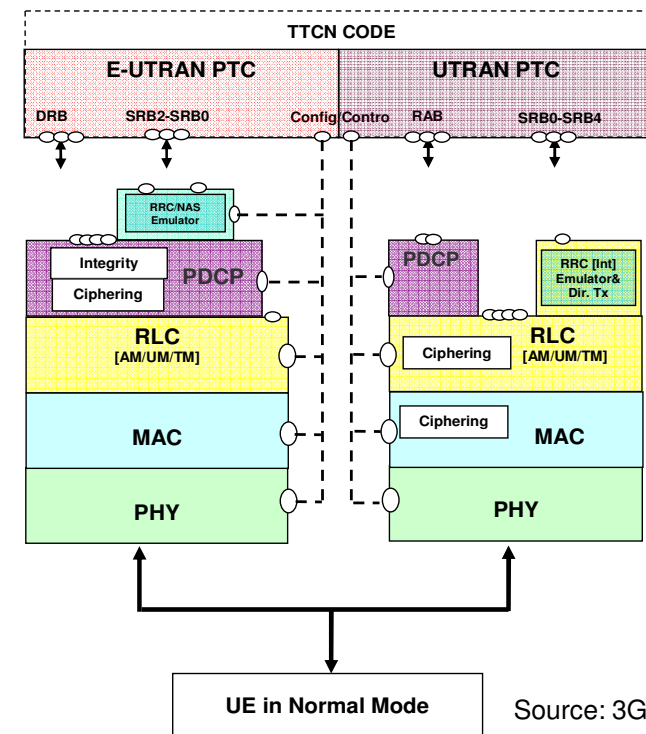 TTCN CODE
E-UTRAN PTC
UTRAN PTC
DRB
SRB2-SRB0
Config/Contro
RAB
SRB0-SRB4
RRC/NAS
Emulator
Integrity
Ciphering
PDCP
RLC
[AM/UM/TM]
MAC
PHY
PDCP
RRC [Int]
Emulator&
Dir. Tx
RLC
[AM/UM/TM]
Ciphering
Ciphering
MAC
PHY
UE in Normal Mode
Source: 3G